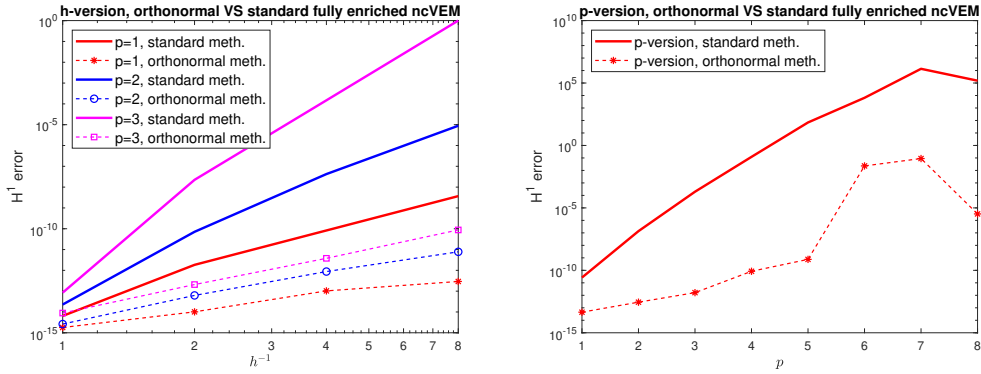 h-version, orthonormal VS standard fully enriched ncVEM
p=1, standard meth.
p=1, orthonormal meth.
p=2, standard meth.
p=2, orthonormal meth.
p=3, standard meth.
p=3, orthonormal meth.
H^1 error
10^0
10^-5
10^-10
10^-15
1 2 3 4 5 6 7 8
h^-1
p-version, orthonormal VS standard fully enriched ncVEM
p-version, standard meth.
p-version, orthonormal meth.
H^1 error
10^10
10^5
10^0
10^-5
10^-10
10^-15
1 2 3 4 5 6 7 8
p